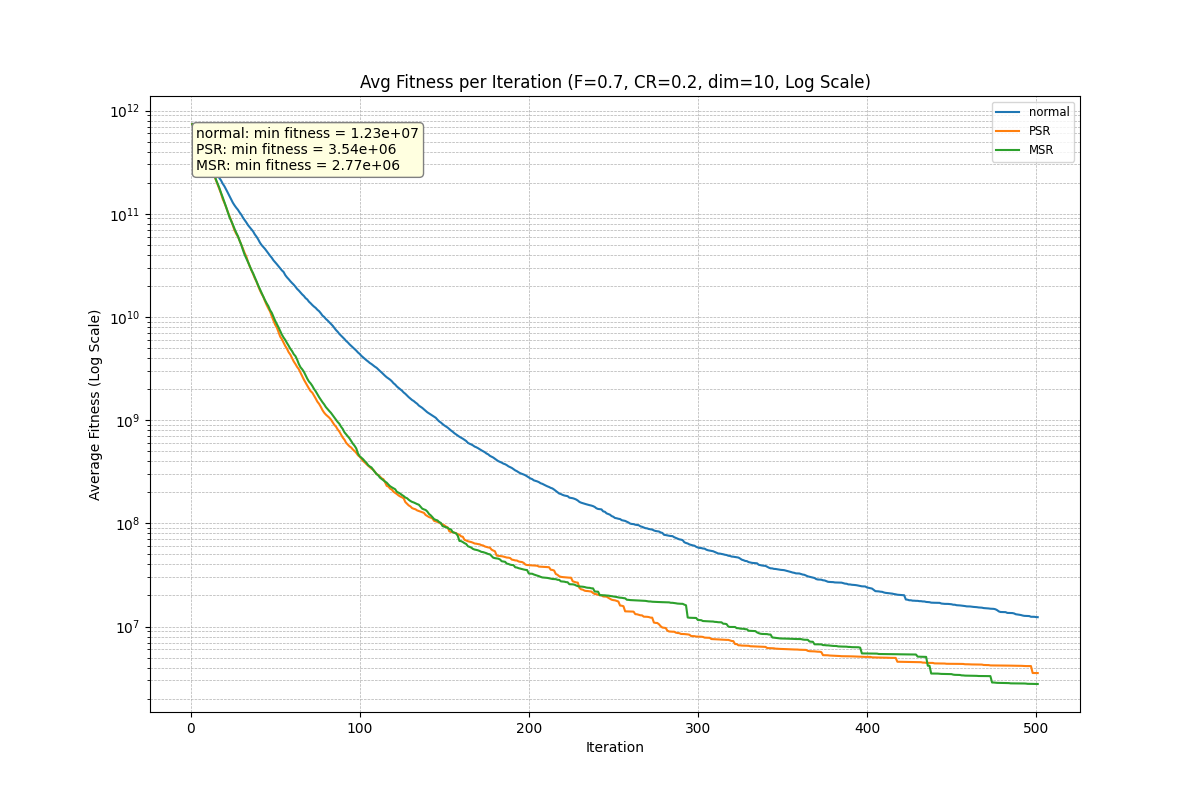 Avg Fitness per Iteration (F=0.7, CR=0.2, dim=10, Log Scale)
normal: min fitness = 1.23e+07
PSR: min fitness = 3.54e+06
MSR: min fitness = 2.77e+06
normal
PSR
MSR
Average Fitness (Log Scale)
10¹²
10¹¹
10¹⁰
10⁹
10⁸
10⁷
0 100 200 300 400 500
Iteration